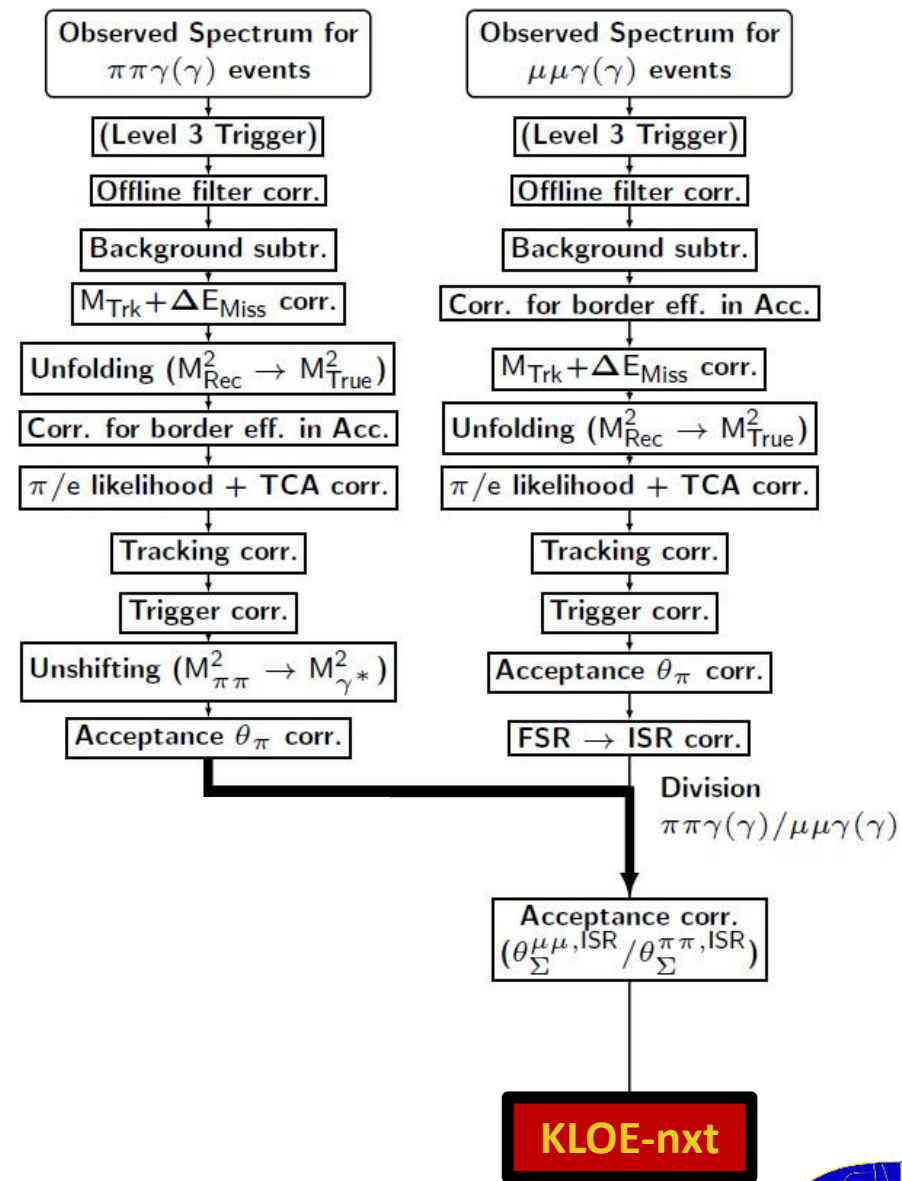 Observed Spectrum for
ππγ(γ) events
(Level 3 Trigger)
Offline filter corr.
Background subtr.
M_Trk+ΔE_Miss corr.
Unfolding (M²_Rec → M²_True)
Corr. for border eff. in Acc.
π/e likelihood + TCA corr.
Tracking corr.
Trigger corr.
Unshifting (M²_ππ → M²_γ*)
Acceptance θ_π corr.
Observed Spectrum for
μμγ(γ) events
(Level 3 Trigger)
Offline filter corr.
Background subtr.
Corr. for border eff. in Acc.
M_Trk+ΔE_Miss corr.
Unfolding (M²_Rec → M²_True)
π/e likelihood + TCA corr.
Tracking corr.
Trigger corr.
Acceptance θ_π corr.
FSR → ISR corr.
Division
ππγ(γ)/μμγ(γ)
Acceptance corr.
(θ_Σ^μμ,ISR/θ_Σ^ππ,ISR)
KLOE-nxt